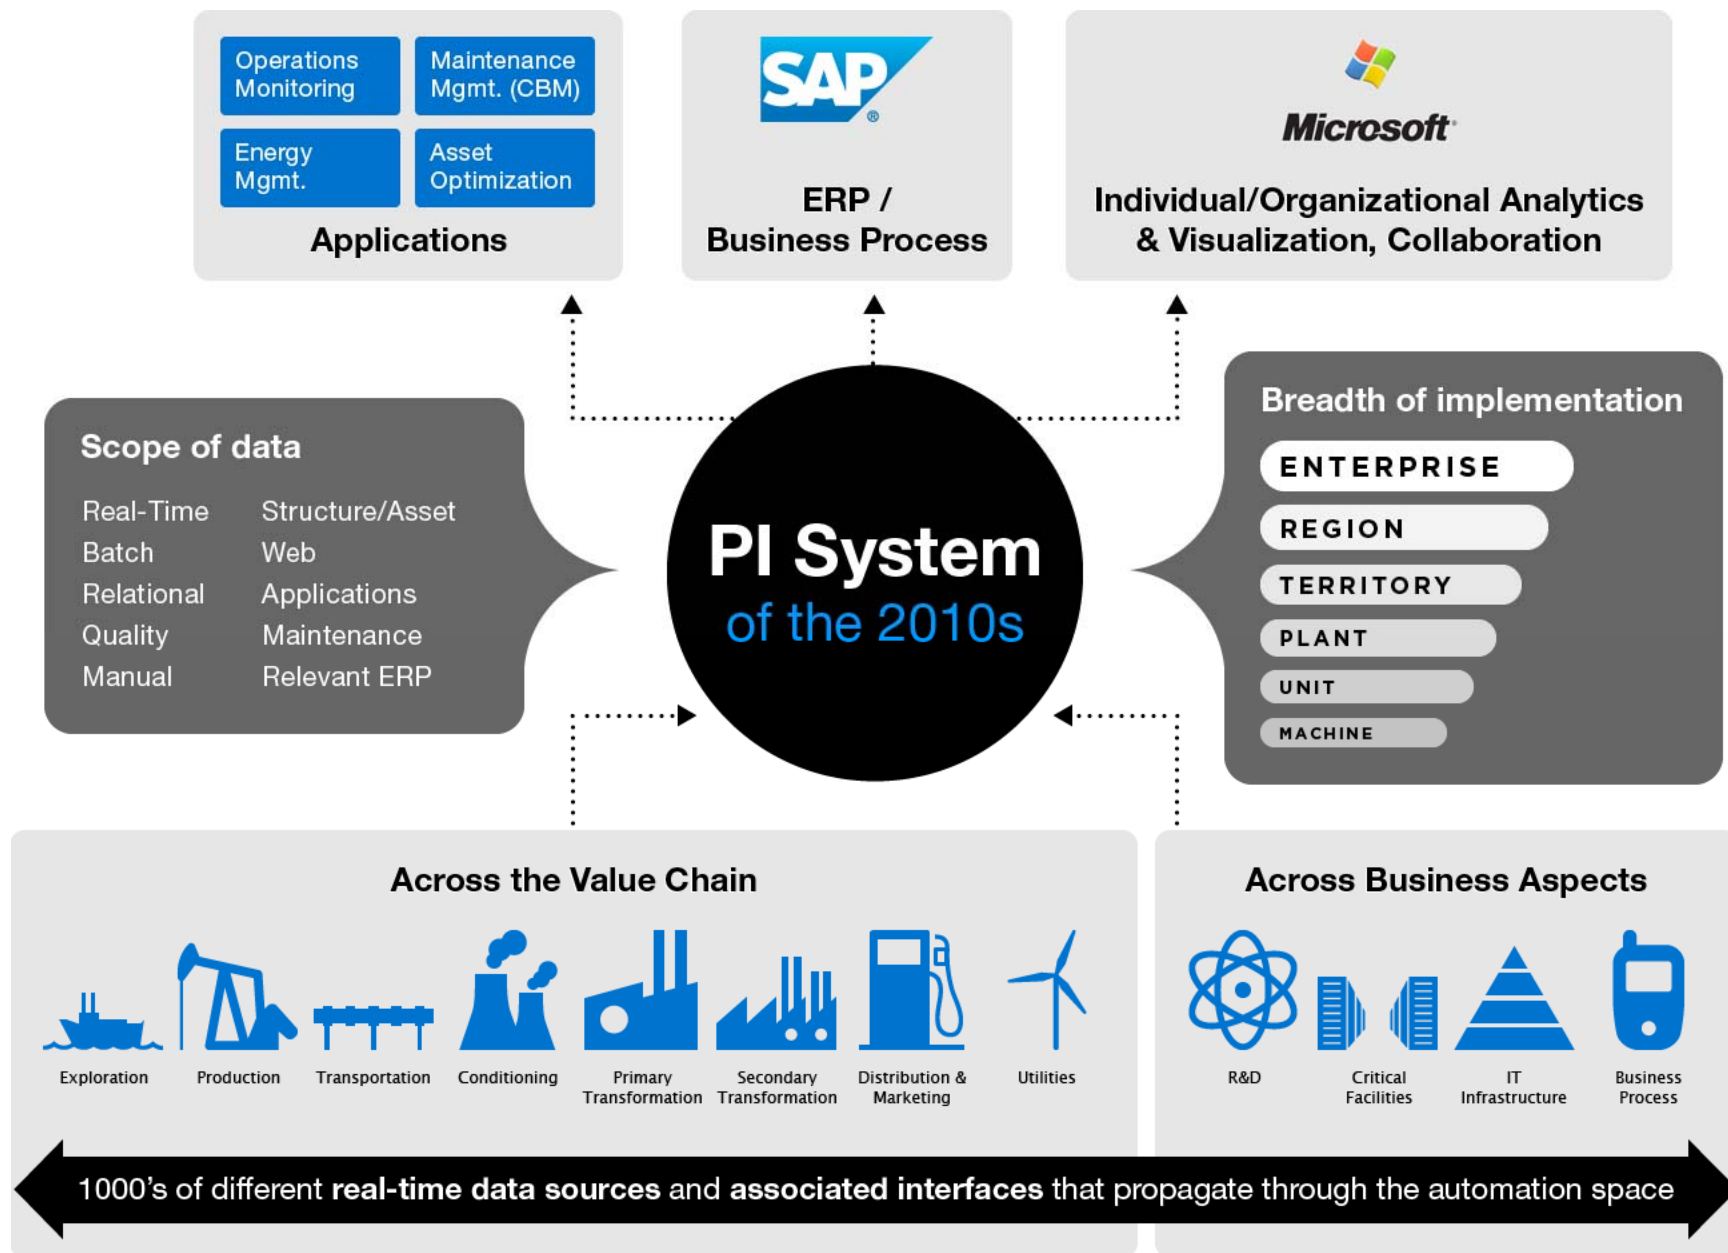 Operations
Monitoring
Maintenance
Mgmt. (CBM)
Energy
Mgmt.
Asset
Optimization
Applications
SAP®
ERP /
Business Process
Microsoft
Individual/Organizational Analytics
& Visualization, Collaboration
Scope of data
Real-Time Structure/Asset
Batch Web
Relational Applications
Quality Maintenance
Manual Relevant ERP
PI System
of the 2010s
Breadth of implementation
ENTERPRISE
REGION
TERRITORY
PLANT
UNIT
MACHINE
Across the Value Chain
Exploration
Production
Transportation
Conditioning
Primary
Transformation
Secondary
Transformation
Distribution &
Marketing
Utilities
Across Business Aspects
R&D
Critical
Facilities
IT
Infrastructure
Business
Process
1000’s of different real-time data sources and associated interfaces that propagate through the automation space